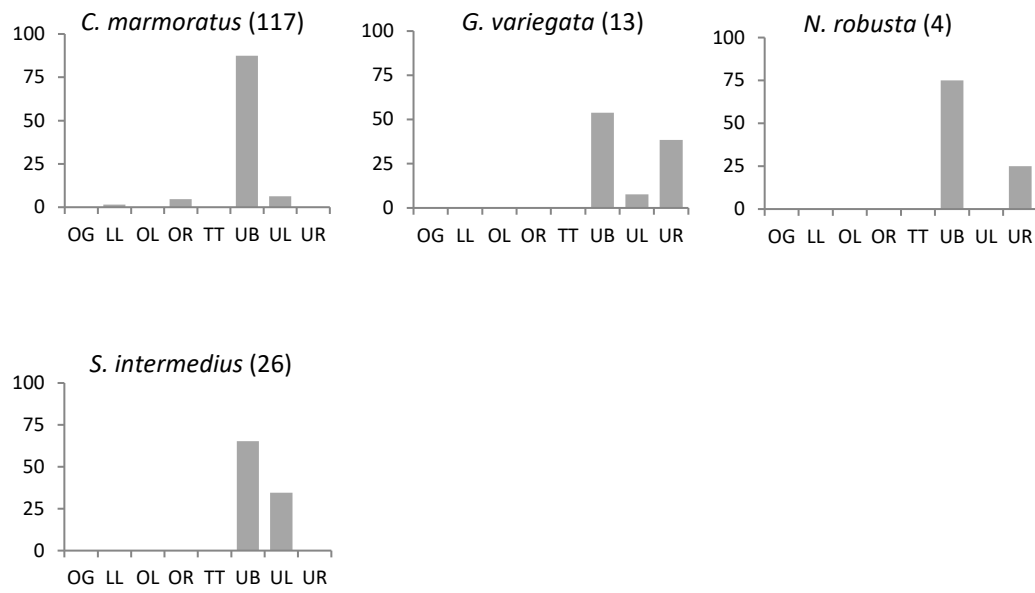 C. marmoratus (117)
100
75
50
25
0
OG LL OL OR TT UB UL UR
G. variegata (13)
100
75
50
25
0
OG LL OL OR TT UB UL UR
N. robusta (4)
100
75
50
25
0
OG LL OL OR TT UB UL UR
S. intermedius (26)
100
75
50
25
0
OG LL OL OR TT UB UL UR